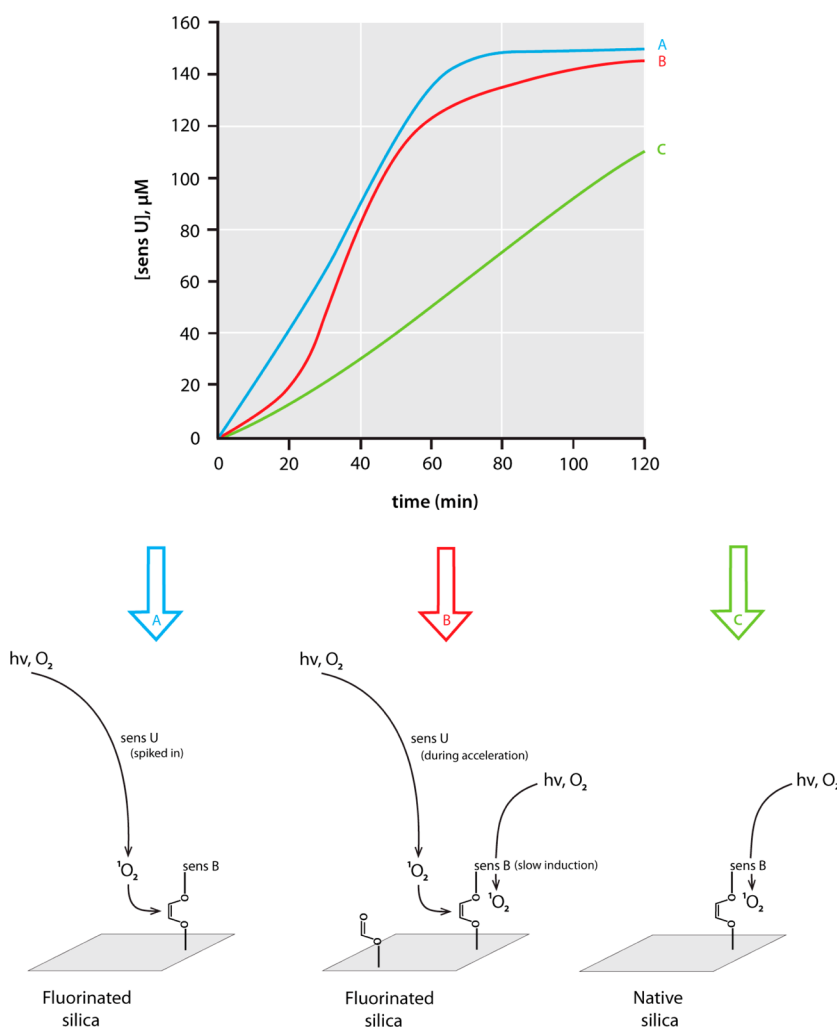 160
140
120
100
80
60
40
20
0
[sens U], μM
A
B
C
0 20 40 60 80 100 120
time (min)
A B C
hν, O₂
sens U
(spiked in)
¹O₂
sens B
O
O
Fluorinated
silica
hν, O₂
sens U
(during acceleration)
hν, O₂
¹O₂
sens B (slow induction)
¹O₂
O
O
O
O
Fluorinated
silica
hν, O₂
sens B
¹O₂
O
O
Native
silica